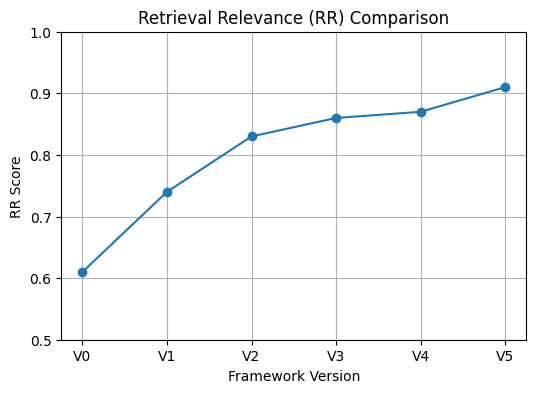 Retrieval Relevance (RR) Comparison
1.0
0.9
0.8
0.7
0.6
0.5
RR Score
V0 V1 V2 V3 V4 V5
Framework Version